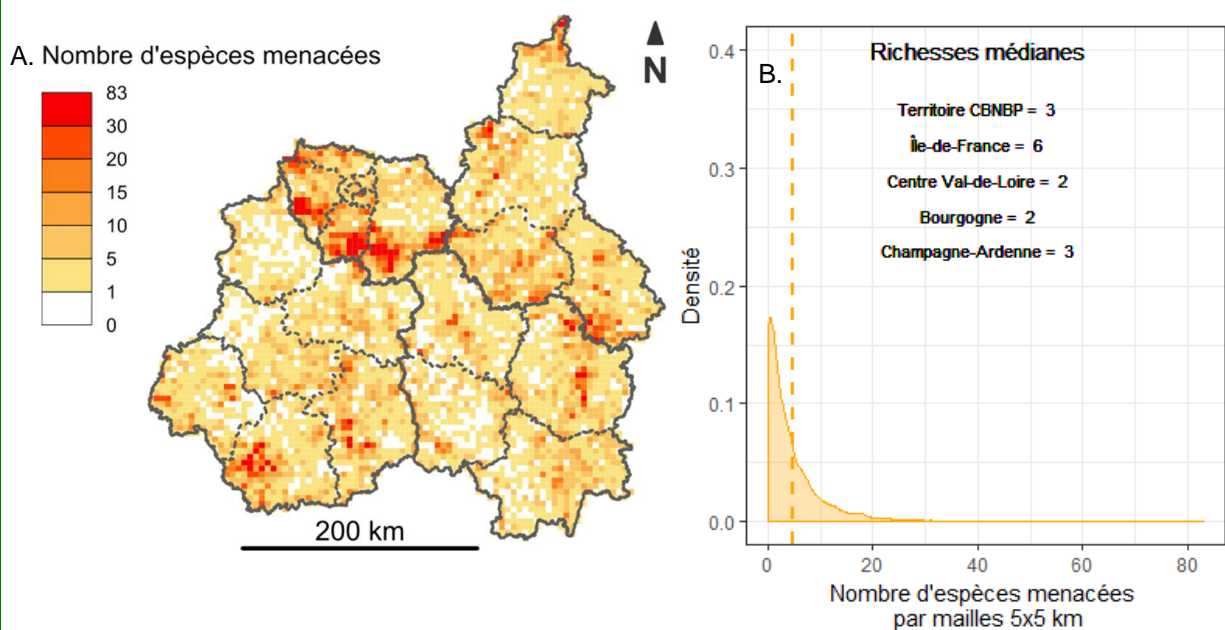 A. Nombre d'espèces menacées
83
30
20
15
10
5
1
0
N
200 km
B.
Richesses médianes
Territoire CBNBP = 3
Île-de-France = 6
Centre Val-de-Loire = 2
Bourgogne = 2
Champagne-Ardenne = 3
Densité
0.4
0.3
0.2
0.1
0.0
0
20
40
60
80
Nombre d'espèces menacées
par mailles 5x5 km